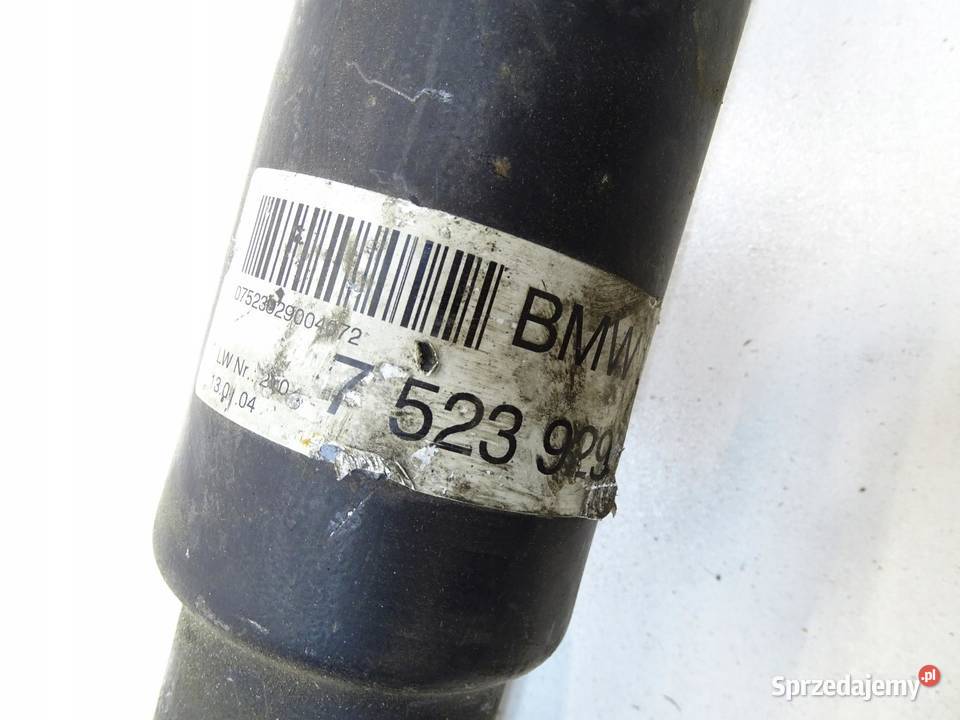 BMW
07523929004072
7 523 929
LW Nr.:
13.01.04
Sprzedajemy.pl